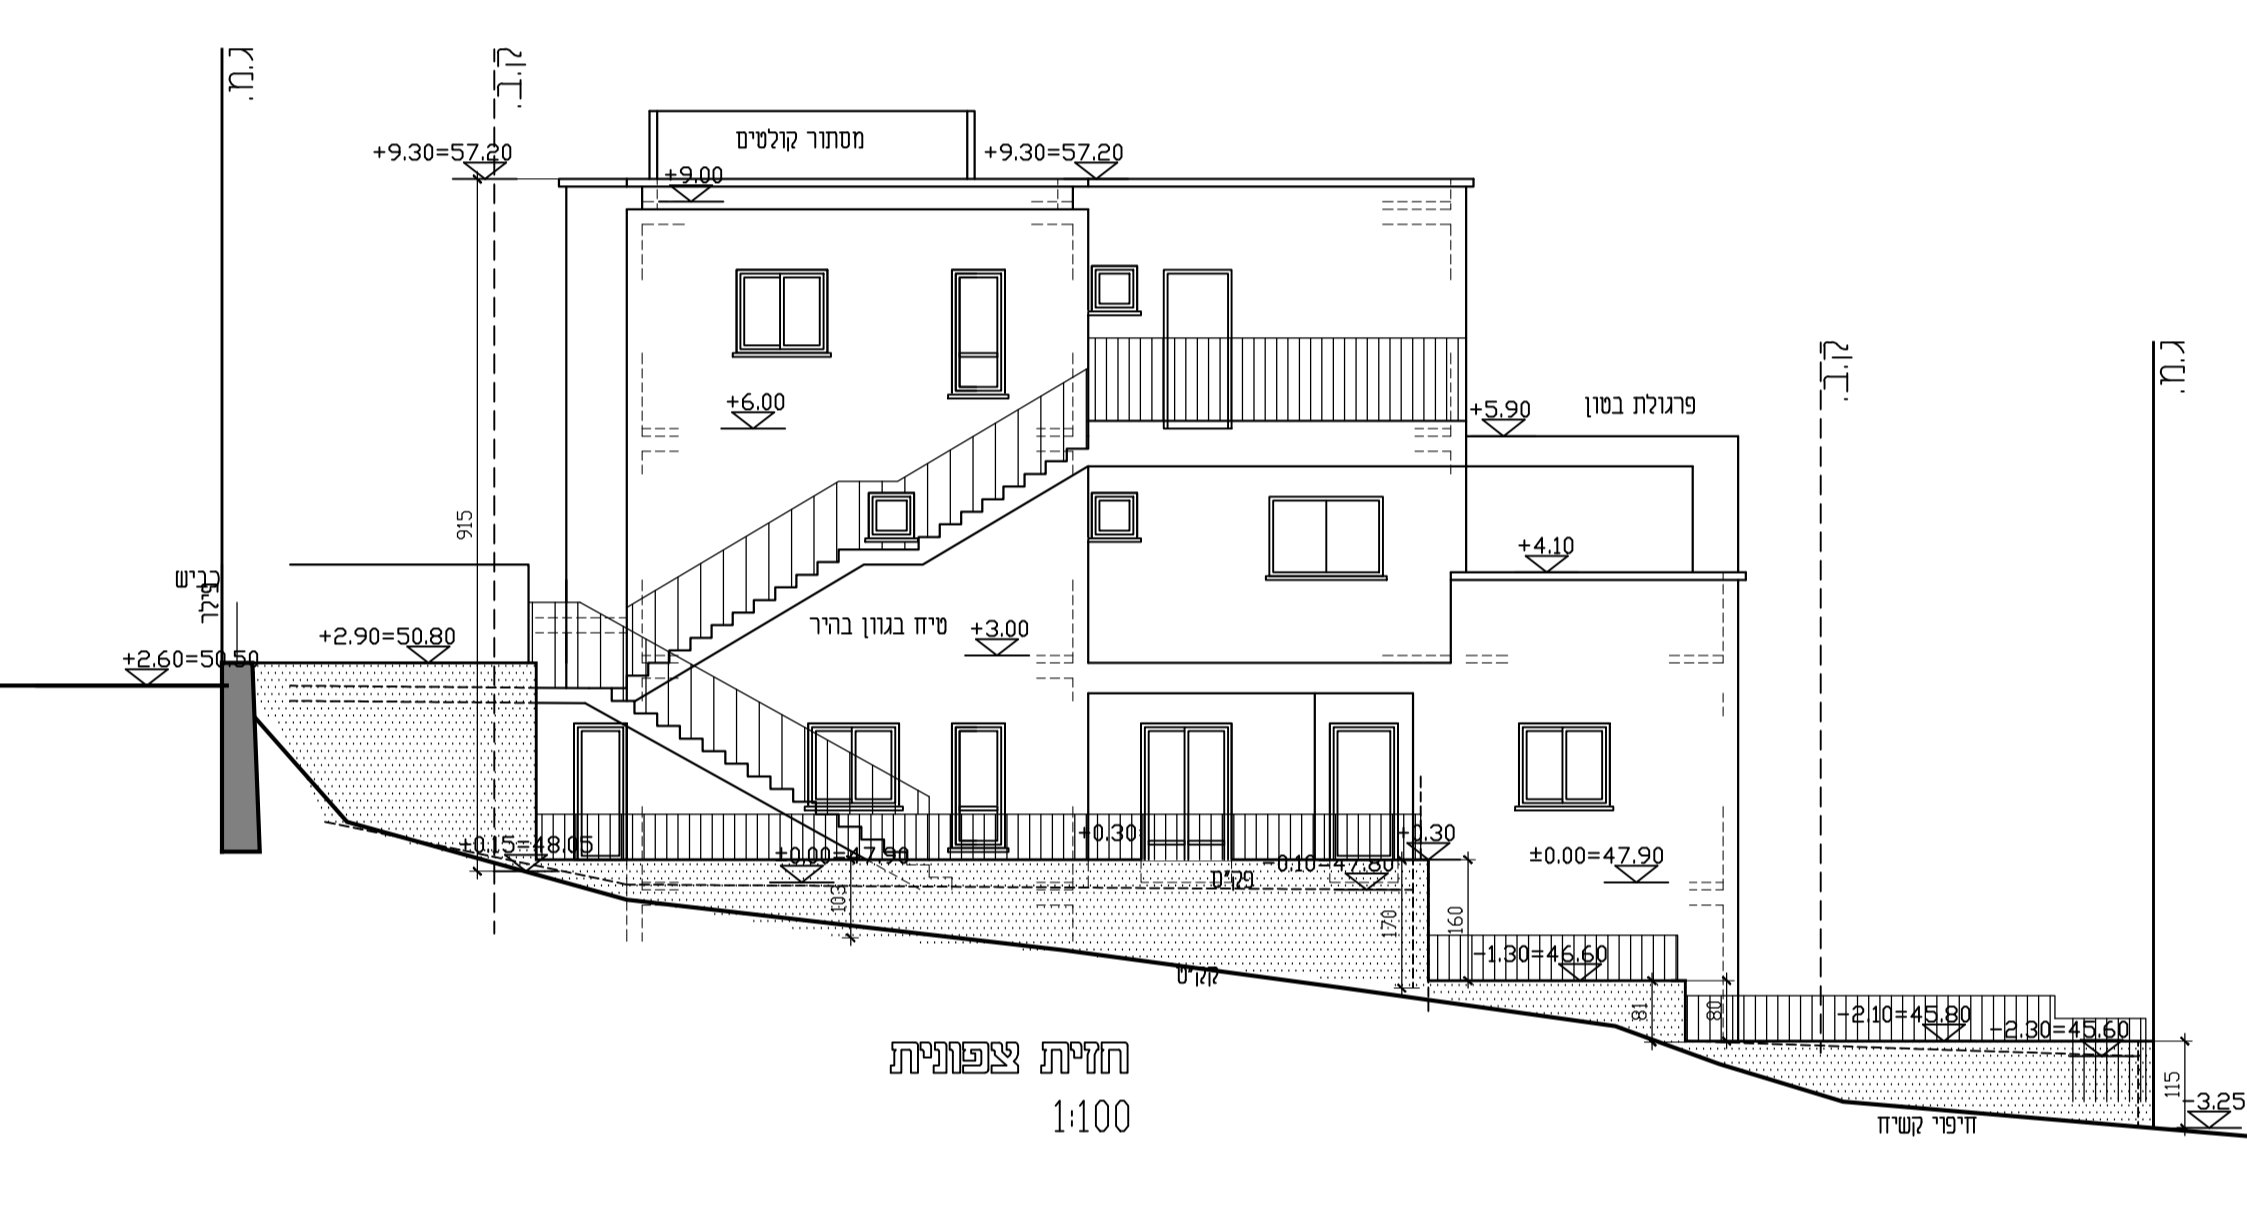 ג.מ.
ק.ב.
מסתור קולטים
+9.30=57.20
+9.30=57.20
+9.00
ק.ב.
ג.מ.
+6.00
+5.90
פרגולת בטון
915
+4.10
כביש
פילר
+2.90=50.80
טיח בגוון בהיר
+3.00
+2.60=50.50
+0.15=48.05
+0.00=47.90
+0.30
+0.30
-0.10=47.80
±0.00=47.90
פק"ם
103
170
160
-1.30=46.60
קק"ט
81
80
-2.10=45.80
-2.30=45.60
חזית צפונית
1:100
115
-3.25
חיפוי קשיח